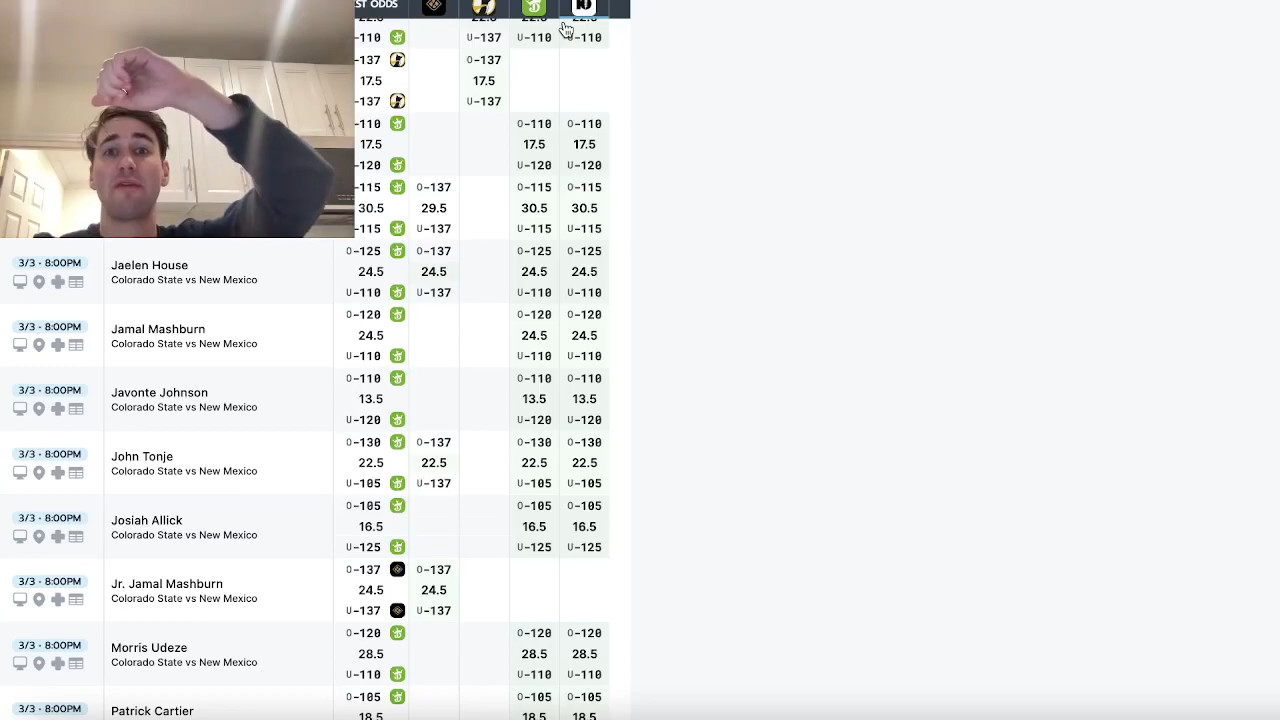 ST ODDS
-110 U-137 U-110 -110
-137 O-137
17.5 17.5
-137 U-137
-110 O-110 O-110
17.5 17.5 17.5
-120 U-120 U-120
-115 O-137 O-115 O-115
30.5 29.5 30.5 30.5
-115 U-137 U-115 U-115
3/3 · 8:00PM Jaelen House O-125 O-137 O-125 O-125
Colorado State vs New Mexico 24.5 24.5 24.5 24.5
U-110 U-137 U-110 U-110
3/3 · 8:00PM Jamal Mashburn O-120 O-120 O-120
Colorado State vs New Mexico 24.5 24.5 24.5
U-110 U-110 U-110
3/3 · 8:00PM Javonte Johnson O-110 O-110 O-110
Colorado State vs New Mexico 13.5 13.5 13.5
U-120 U-120 U-120
3/3 · 8:00PM John Tonje O-130 O-137 O-130 O-130
Colorado State vs New Mexico 22.5 22.5 22.5 22.5
U-105 U-137 U-105 U-105
3/3 · 8:00PM Josiah Allick O-105 O-105 O-105
Colorado State vs New Mexico 16.5 16.5 16.5
U-125 U-125 U-125
3/3 · 8:00PM Jr. Jamal Mashburn O-137 O-137
Colorado State vs New Mexico 24.5 24.5
U-137 U-137
3/3 · 8:00PM Morris Udeze O-120 O-120 O-120
Colorado State vs New Mexico 28.5 28.5 28.5
U-110 U-110 U-110
3/3 · 8:00PM Patrick Cartier O-105 O-105 O-105
18.5 18.5 18.5